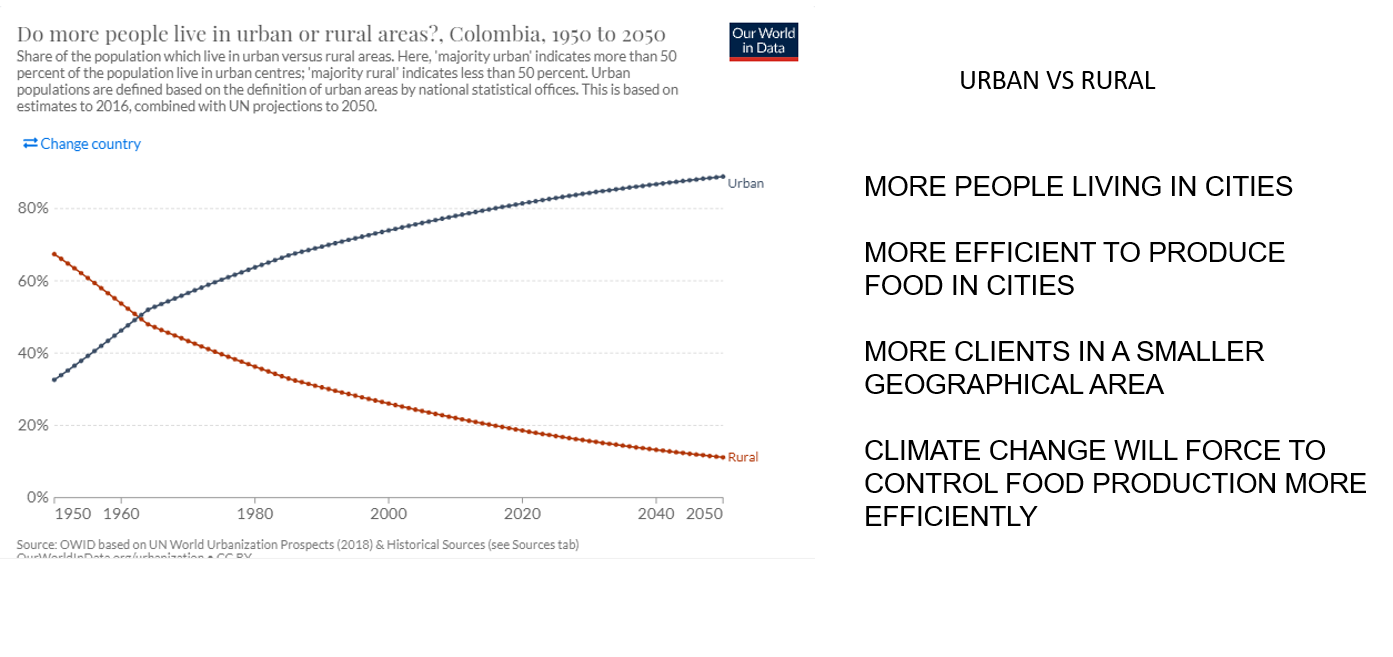 Do more people live in urban or rural areas?, Colombia, 1950 to 2050
Share of the population which live in urban versus rural areas. Here, 'majority urban' indicates more than 50
percent of the population live in urban centres; 'majority rural' indicates less than 50 percent. Urban
populations are defined based on the definition of urban areas by national statistical offices. This is based on
estimates to 2016, combined with UN projections to 2050.
Our World
in Data
Change country
Urban
80%
60%
40%
20%
Rural
0%
1950 1960 1980 2000 2020 2040 2050
Source: OWID based on UN World Urbanization Prospects (2018) & Historical Sources (see Sources tab)
OurWorldInData.org/urbanization • CC BY
URBAN VS RURAL
MORE PEOPLE LIVING IN CITIES
MORE EFFICIENT TO PRODUCE
FOOD IN CITIES
MORE CLIENTS IN A SMALLER
GEOGRAPHICAL AREA
CLIMATE CHANGE WILL FORCE TO
CONTROL FOOD PRODUCTION MORE
EFFICIENTLY